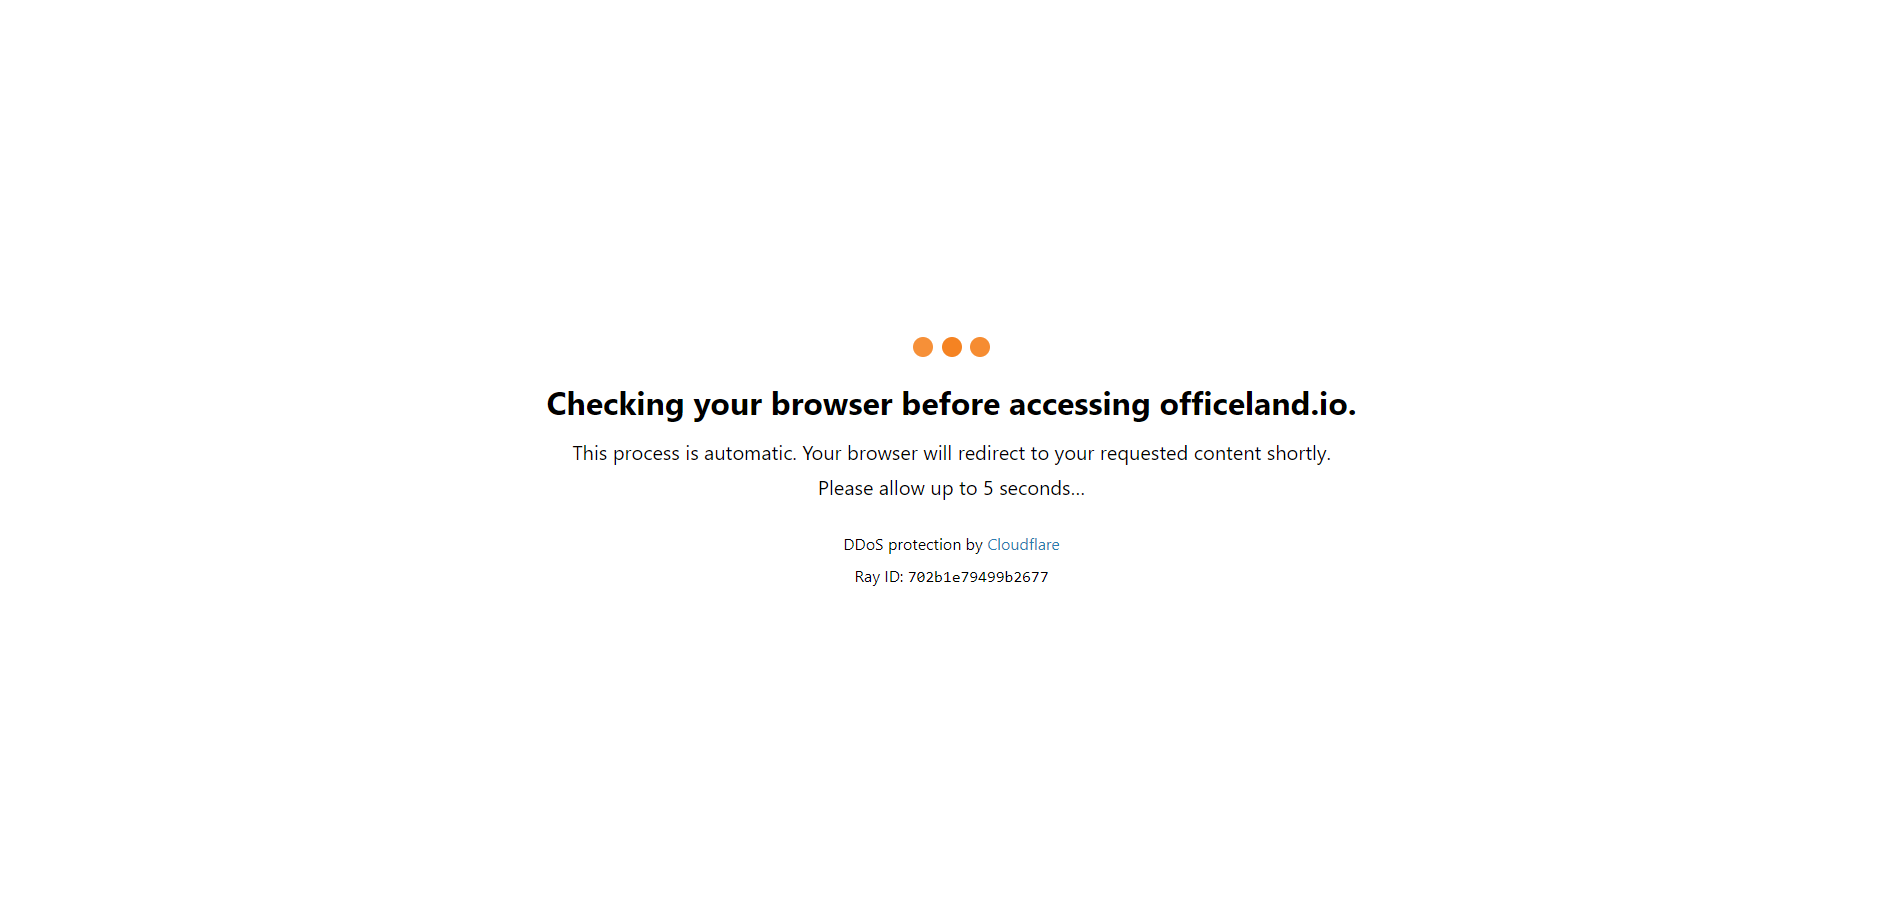 Checking your browser before accessing officeland.io.
This process is automatic. Your browser will redirect to your requested content shortly.
Please allow up to 5 seconds...
DDoS protection by Cloudflare
Ray ID: 702b1e79499b2677